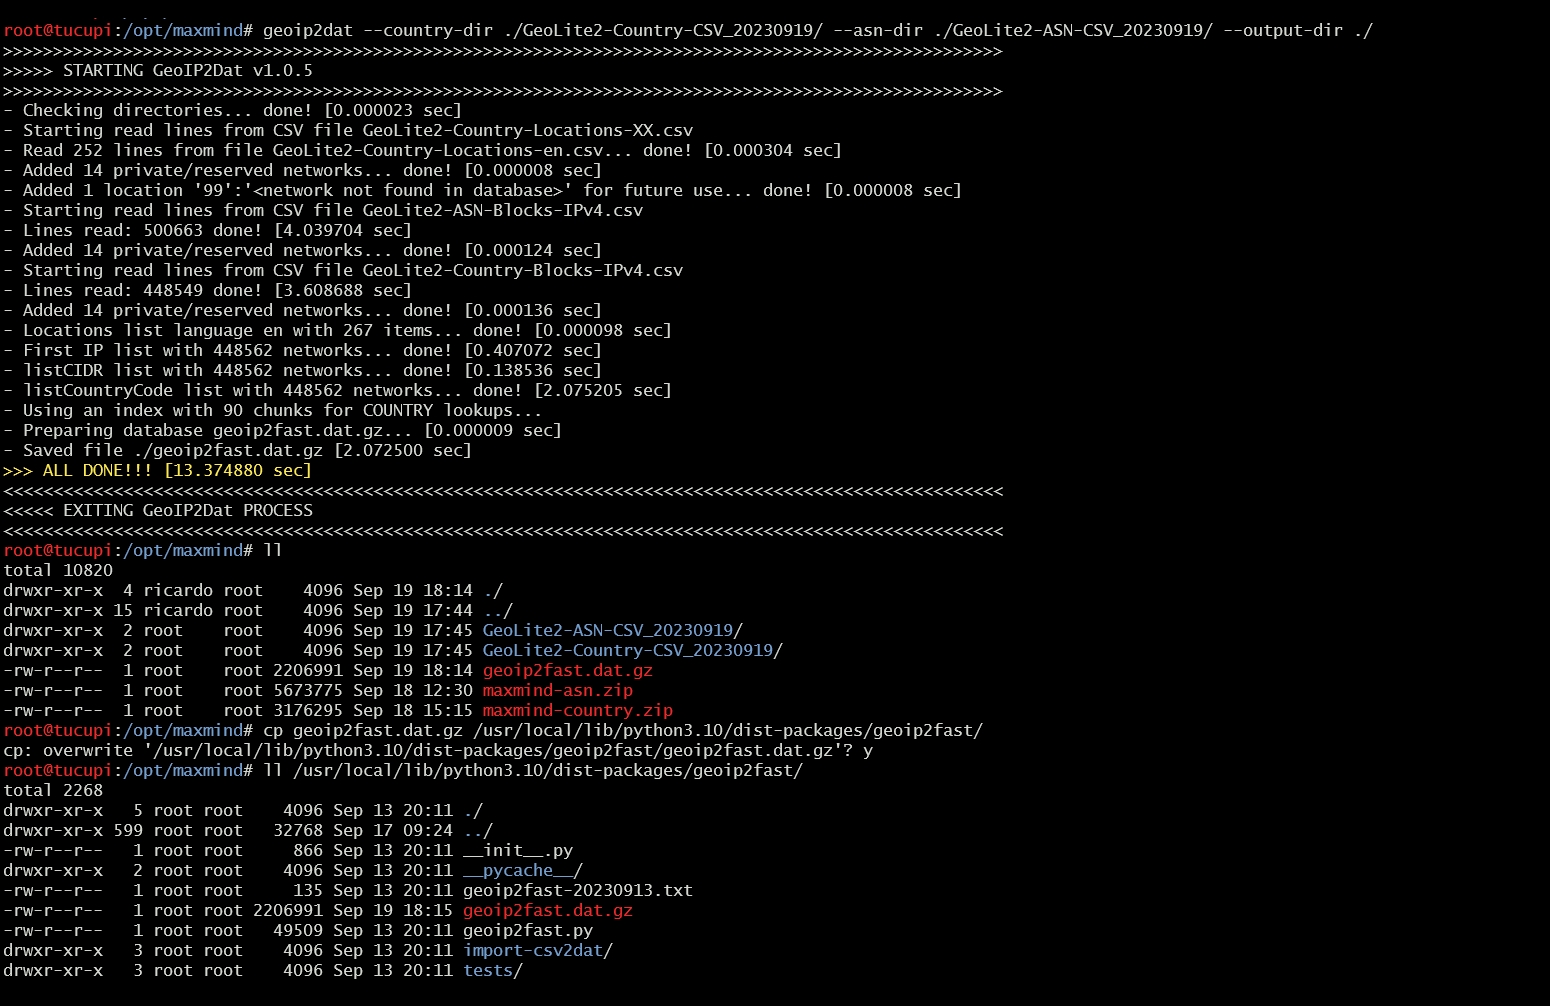 root@tucupi:/opt/maxmind# geoip2dat --country-dir ./GeoLite2-Country-CSV_20230919/ --asn-dir ./GeoLite2-ASN-CSV_20230919/ --output-dir ./
>>>>>>>>>>>>>>>>>>>>>>>>>>>>>>>>>>>>>>>>>>>>>>>>>>>>>>>>>>>>>>>>>>>>>>>>>>>>>>>>>>>>>>>>>>>>>>>>>>>>
>>>>> STARTING GeoIP2Dat v1.0.5
>>>>>>>>>>>>>>>>>>>>>>>>>>>>>>>>>>>>>>>>>>>>>>>>>>>>>>>>>>>>>>>>>>>>>>>>>>>>>>>>>>>>>>>>>>>>>>>>>>>>
- Checking directories... done! [0.000023 sec]
- Starting read lines from CSV file GeoLite2-Country-Locations-XX.csv
- Read 252 lines from file GeoLite2-Country-Locations-en.csv... done! [0.000304 sec]
- Added 14 private/reserved networks... done! [0.000008 sec]
- Added 1 location '99':'<network not found in database>' for future use... done! [0.000008 sec]
- Starting read lines from CSV file GeoLite2-ASN-Blocks-IPv4.csv
- Lines read: 500663 done! [4.039704 sec]
- Added 14 private/reserved networks... done! [0.000124 sec]
- Starting read lines from CSV file GeoLite2-Country-Blocks-IPv4.csv
- Lines read: 448549 done! [3.608688 sec]
- Added 14 private/reserved networks... done! [0.000136 sec]
- Locations list language en with 267 items... done! [0.000098 sec]
- First IP list with 448562 networks... done! [0.407072 sec]
- listCIDR list with 448562 networks... done! [0.138536 sec]
- listCountryCode list with 448562 networks... done! [2.075205 sec]
- Using an index with 90 chunks for COUNTRY lookups...
- Preparing database geoip2fast.dat.gz... [0.000009 sec]
- Saved file ./geoip2fast.dat.gz [2.072500 sec]
>>> ALL DONE!!! [13.374880 sec]
<<<<<<<<<<<<<<<<<<<<<<<<<<<<<<<<<<<<<<<<<<<<<<<<<<<<<<<<<<<<<<<<<<<<<<<<<<<<<<<<<<<<<<<<<<<<<<<<<<<<
<<<<< EXITING GeoIP2Dat PROCESS
<<<<<<<<<<<<<<<<<<<<<<<<<<<<<<<<<<<<<<<<<<<<<<<<<<<<<<<<<<<<<<<<<<<<<<<<<<<<<<<<<<<<<<<<<<<<<<<<<<<<
root@tucupi:/opt/maxmind# ll
total 10820
drwxr-xr-x  4 ricardo root    4096 Sep 19 18:14 ./
drwxr-xr-x 15 ricardo root    4096 Sep 19 17:44 ../
drwxr-xr-x  2 root    root    4096 Sep 19 17:45 GeoLite2-ASN-CSV_20230919/
drwxr-xr-x  2 root    root    4096 Sep 19 17:45 GeoLite2-Country-CSV_20230919/
-rw-r--r--  1 root    root 2206991 Sep 19 18:14 geoip2fast.dat.gz
-rw-r--r--  1 root    root 5673775 Sep 18 12:30 maxmind-asn.zip
-rw-r--r--  1 root    root 3176295 Sep 18 15:15 maxmind-country.zip
root@tucupi:/opt/maxmind# cp geoip2fast.dat.gz /usr/local/lib/python3.10/dist-packages/geoip2fast/
cp: overwrite '/usr/local/lib/python3.10/dist-packages/geoip2fast/geoip2fast.dat.gz'? y
root@tucupi:/opt/maxmind# ll /usr/local/lib/python3.10/dist-packages/geoip2fast/
total 2268
drwxr-xr-x   5 root root    4096 Sep 13 20:11 ./
drwxr-xr-x 599 root root   32768 Sep 17 09:24 ../
-rw-r--r--   1 root root     866 Sep 13 20:11 __init__.py
drwxr-xr-x   2 root root    4096 Sep 13 20:11 __pycache__/
-rw-r--r--   1 root root     135 Sep 13 20:11 geoip2fast-20230913.txt
-rw-r--r--   1 root root 2206991 Sep 19 18:15 geoip2fast.dat.gz
-rw-r--r--   1 root root   49509 Sep 13 20:11 geoip2fast.py
drwxr-xr-x   3 root root    4096 Sep 13 20:11 import-csv2dat/
drwxr-xr-x   3 root root    4096 Sep 13 20:11 tests/